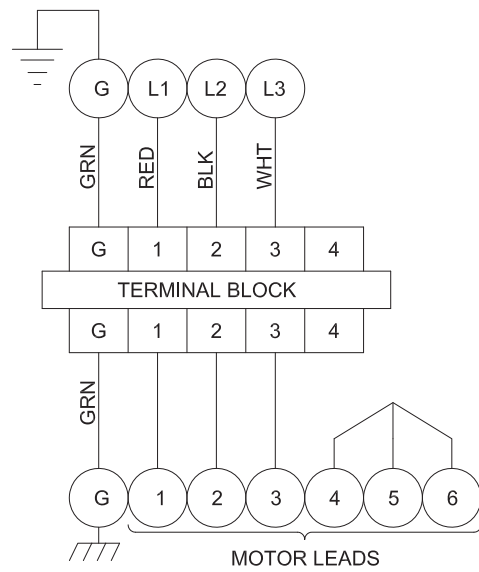 G L1 L2 L3
GRN RED BLK WHT
G 1 2 3 4
TERMINAL BLOCK
G 1 2 3 4
GRN
G 1 2 3 4 5 6
MOTOR LEADS